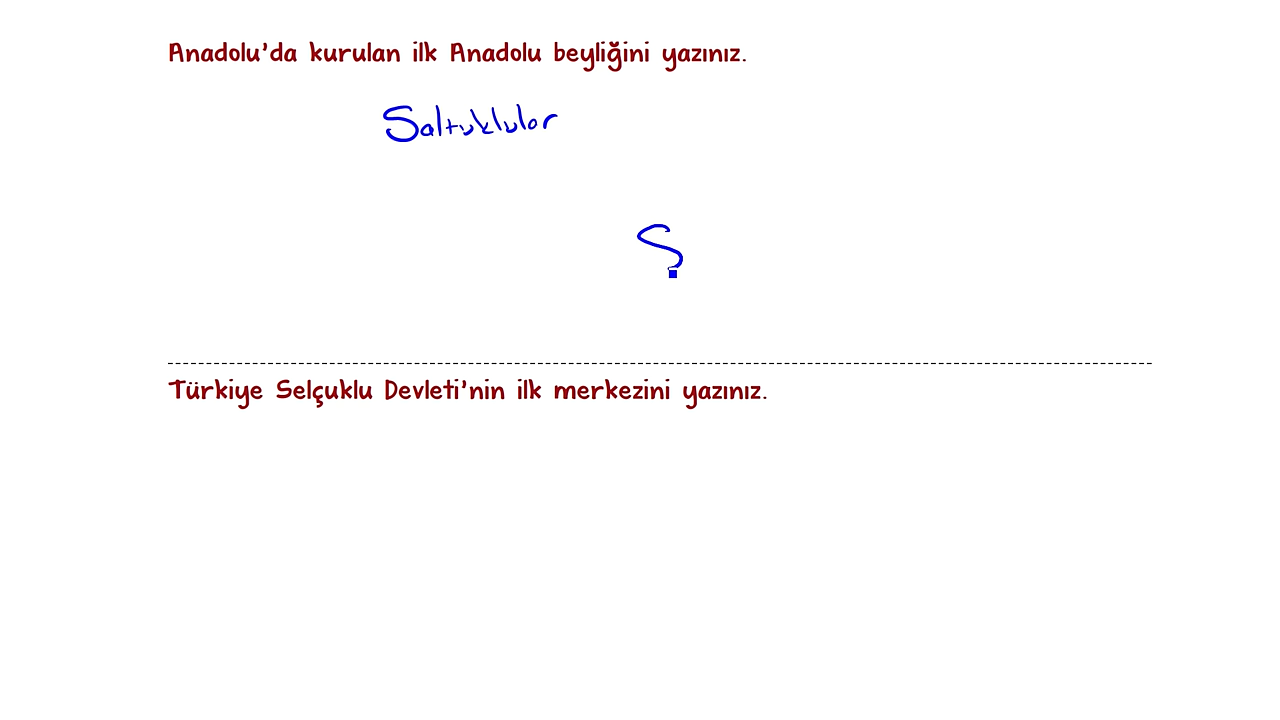 Anadolu'da kurulan ilk Anadolu beyliğini yazınız.
Saltuklular
S
Türkiye Selçuklu Devleti'nin ilk merkezini yazınız.